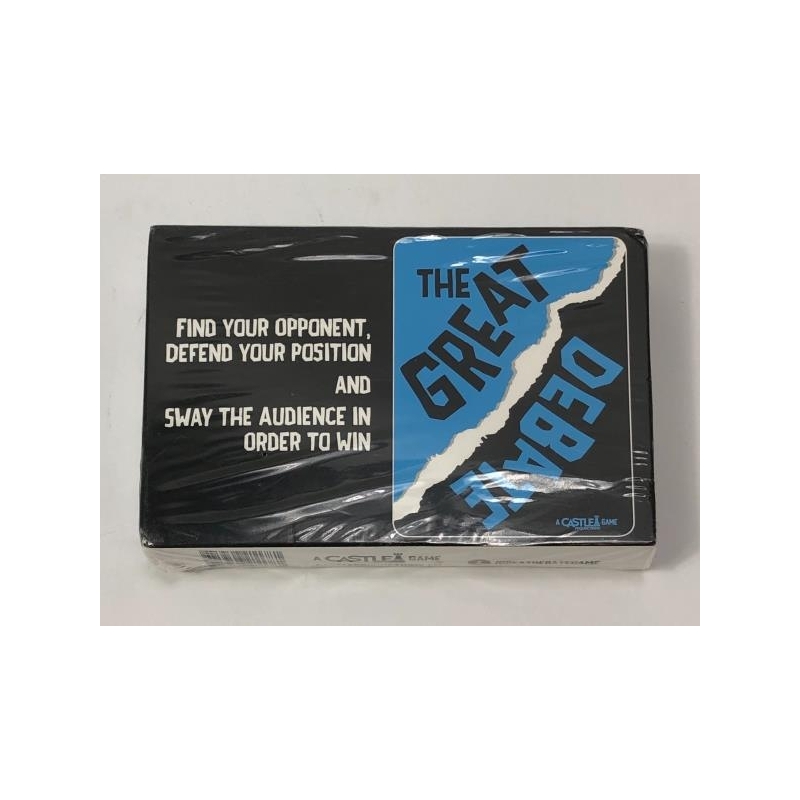 FIND YOUR OPPONENT,
DEFEND YOUR POSITION
AND
SWAY THE AUDIENCE IN
ORDER TO WIN
THE
GREAT
DEBATE
A CASTLE GAME
A CASTLE GAME